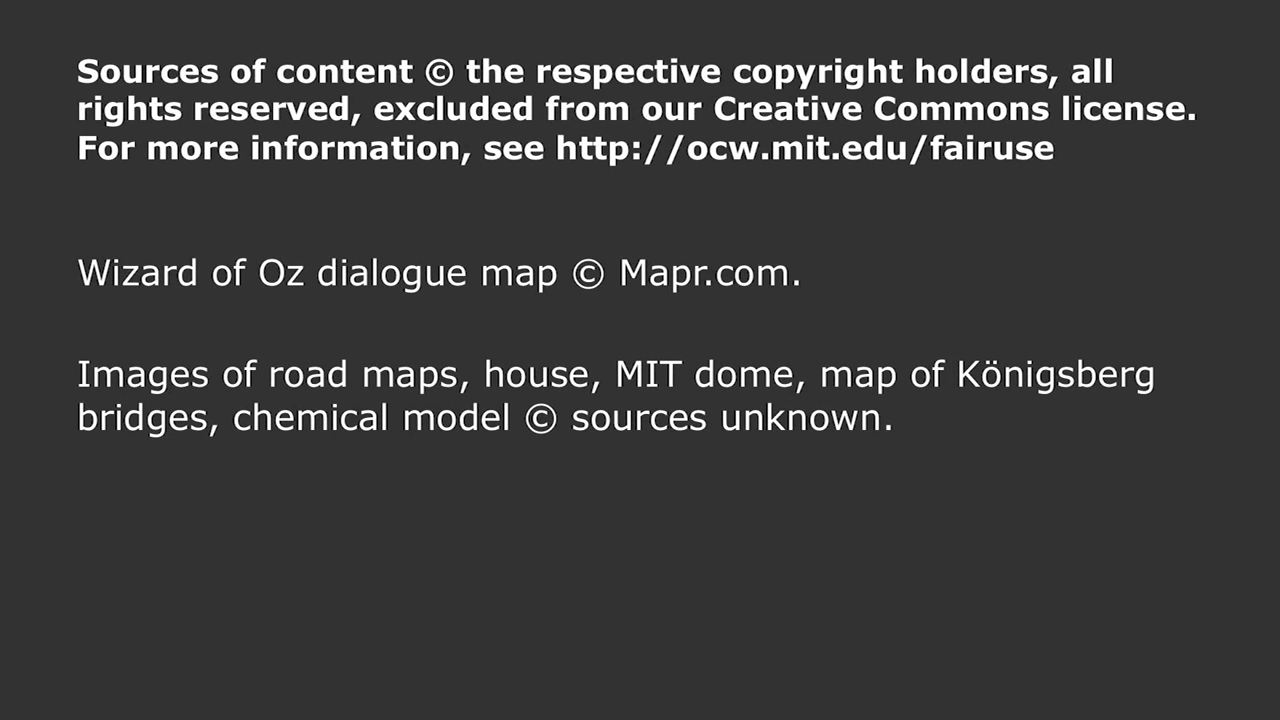 Sources of content © the respective copyright holders, all
rights reserved, excluded from our Creative Commons license.
For more information, see http://ocw.mit.edu/fairuse
Wizard of Oz dialogue map © Mapr.com.
Images of road maps, house, MIT dome, map of Königsberg
bridges, chemical model © sources unknown.